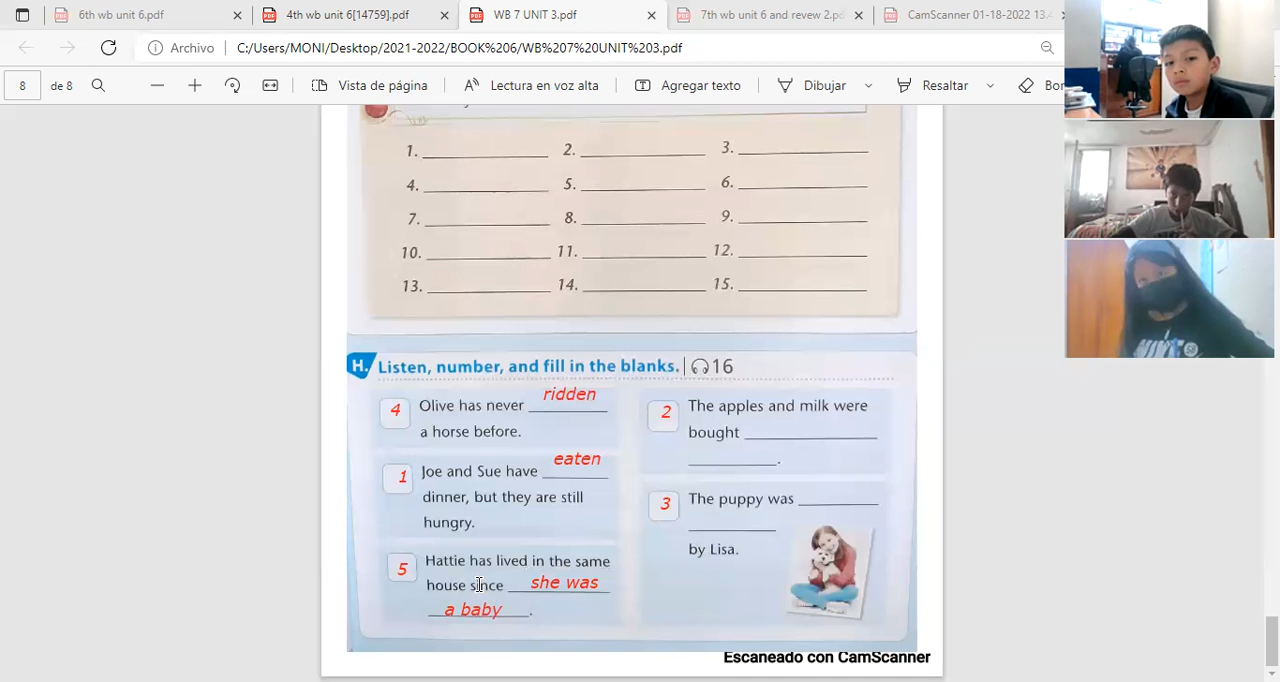 6th wb unit 6.pdf
4th wb unit 6[14759].pdf
WB 7 UNIT 3.pdf
7th wb unit 6 and revew 2.pd
CamScanner 01-18-2022 13.4
Archivo
C:/Users/MONI/Desktop/2021-2022/BOOK%206/WB%207%20UNIT%203.pdf
8 de 8
Vista de página
Lectura en voz alta
Agregar texto
Dibujar
Resaltar
1. 2. 3.
4. 5. 6.
7. 8. 9.
10. 11. 12.
13. 14. 15.
H. Listen, number, and fill in the blanks. 16
4 Olive has never ridden
a horse before.
1 Joe and Sue have eaten
dinner, but they are still
hungry.
5 Hattie has lived in the same
house since she was
a baby.
2 The apples and milk were
bought
.
3 The puppy was
by Lisa.
Escaneado con CamScanner